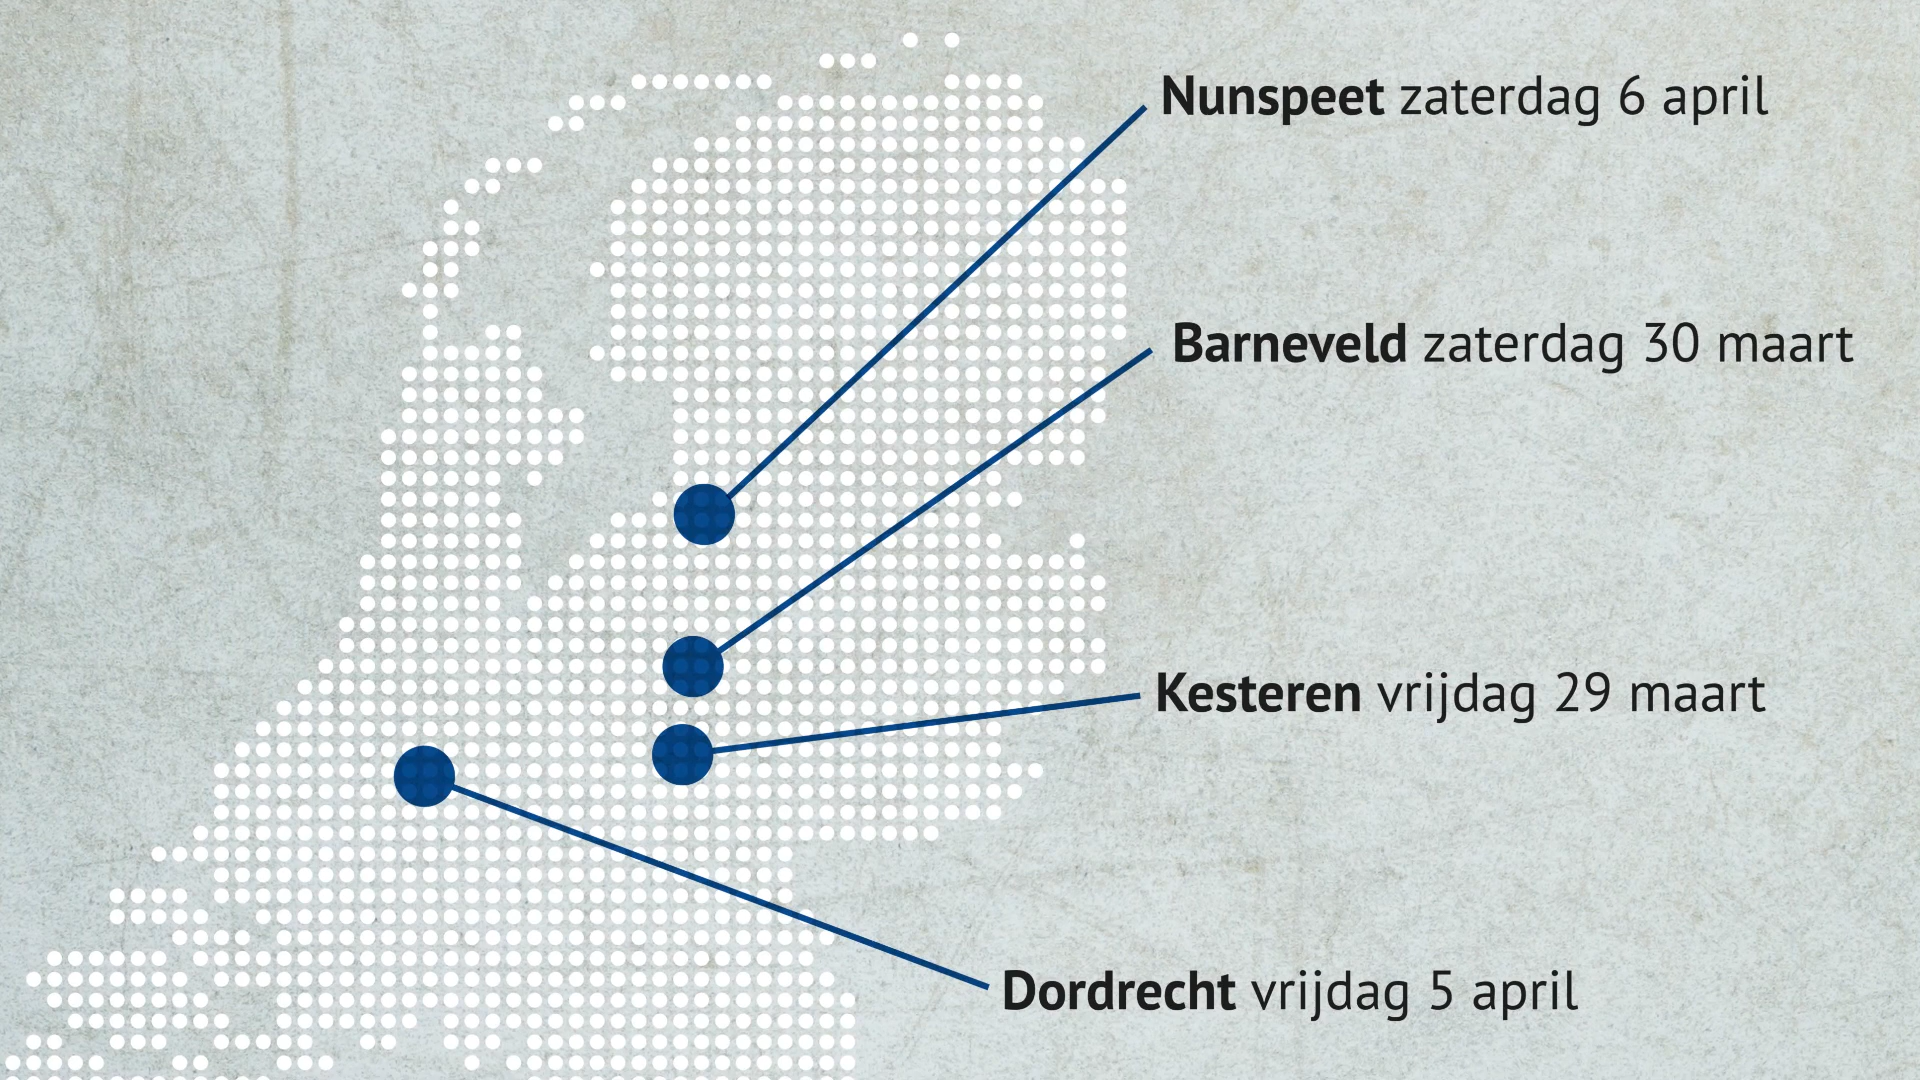 Nunspeet zaterdag 6 april
Barneveld zaterdag 30 maart
Kesteren vrijdag 29 maart
Dordrecht vrijdag 5 april